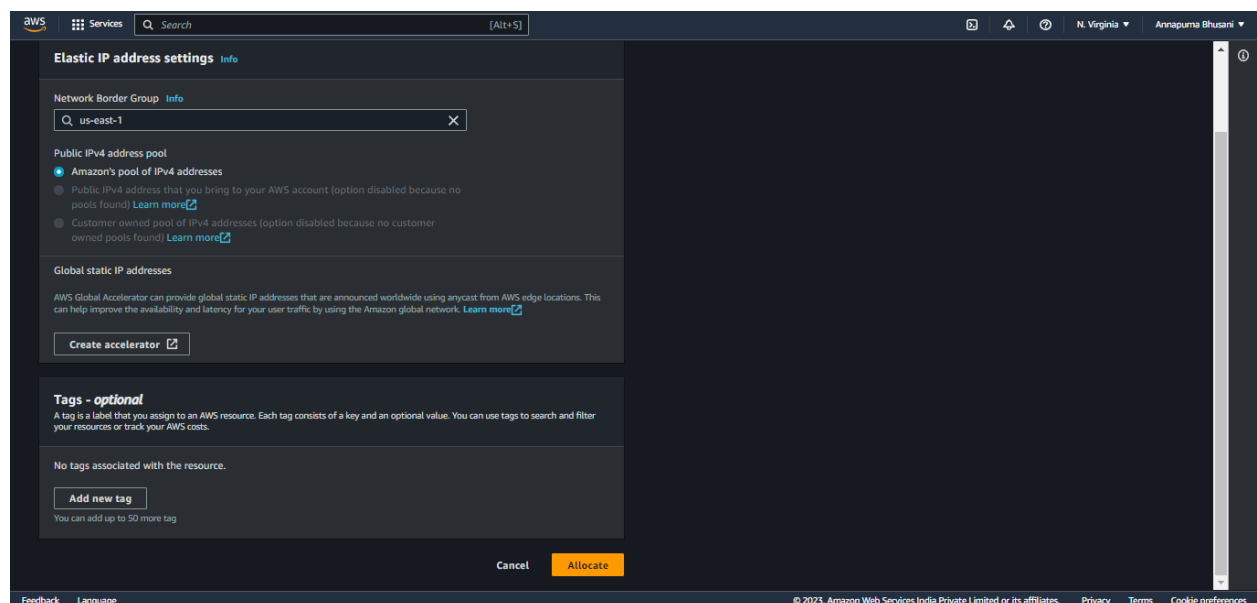 aws
Services
Search
[Alt+S]
N. Virginia
Annapurna Bhusani
Elastic IP address settings Info
Network Border Group Info
us-east-1
Public IPv4 address pool
Amazon's pool of IPv4 addresses
Public IPv4 address that you bring to your AWS account (option disabled because no
pools found) Learn more
Customer owned pool of IPv4 addresses (option disabled because no customer
owned pools found) Learn more
Global static IP addresses
AWS Global Accelerator can provide global static IP addresses that are announced worldwide using anycast from AWS edge locations. This
can help improve the availability and latency for your user traffic by using the Amazon global network. Learn more
Create accelerator
Tags - optional
A tag is a label that you assign to an AWS resource. Each tag consists of a key and an optional value. You can use tags to search and filter
your resources or track your AWS costs.
No tags associated with the resource.
Add new tag
You can add up to 50 more tag
Cancel
Allocate
Feedback Language
© 2023, Amazon Web Services India Private Limited or its affiliates. Privacy Terms Cookie preferences